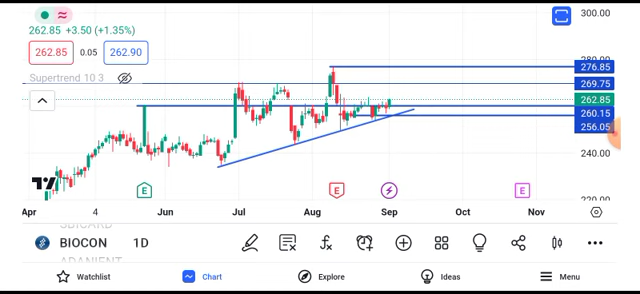 300.00
262.85 +3.50 (+1.35%)
262.85 0.05 262.90
Supertrend 10 3
280.00
276.85
269.75
262.85
260.15
256.05
240.00
220.00
E E E
Apr 4 Jun Jul Aug Sep Oct Nov
SBICARD
BIOCON 1D
ADANIENT
Watchlist Chart Explore Ideas Menu